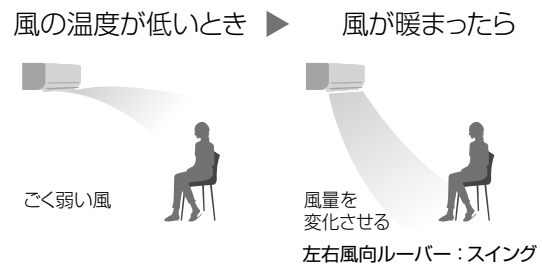 風の温度が低いとき ▶ 風が暖まったら
ごく弱い風
風量を
変化させる
左右風向ルーバー：スイング